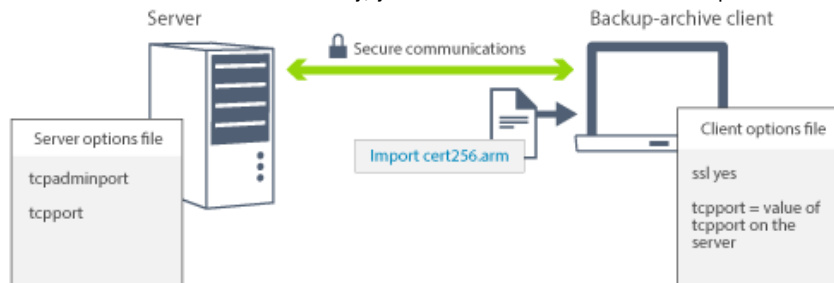 Server
Backup-archive client
Secure communications
Server options file
tcpadminport
tcpport
Import cert256.arm
Client options file
ssl yes
tcpport = value of
tcpport on the
server